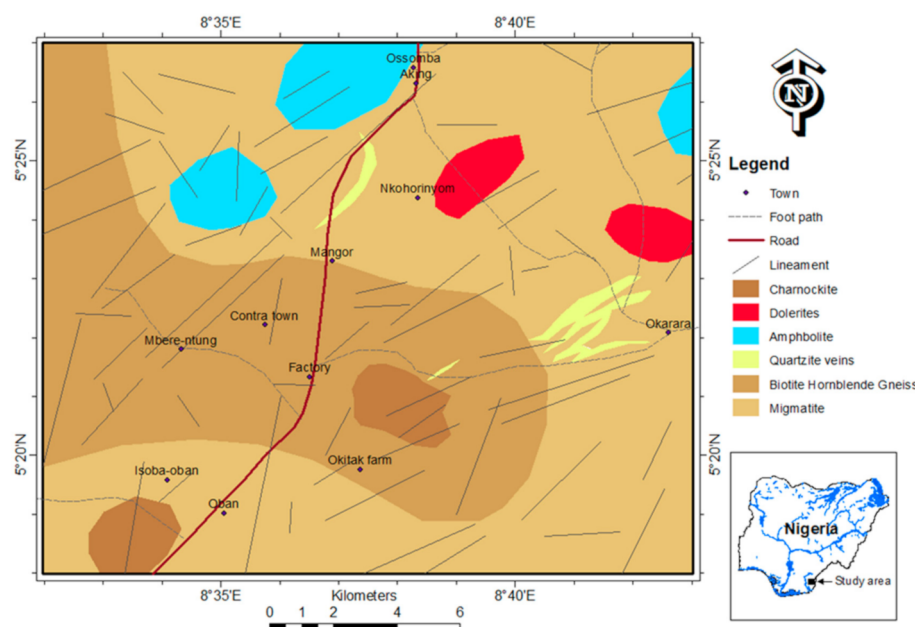 8°35'E
8°40'E
Ossomba
Aking
5°25'N
5°25'N
Nkohorinyom
Mangor
Contra town
Mbere-ntung
Okarara
Factory
5°20'N
5°20'N
Okitak farm
Isoba-oban
Oban
8°35'E
8°40'E
Kilometers
0 1 2 4 6
N
Legend
Town
Foot path
Road
Lineament
Charnockite
Dolerites
Amphbolite
Quartzite veins
Biotite Hornblende Gneiss
Migmatite
Nigeria
Study area